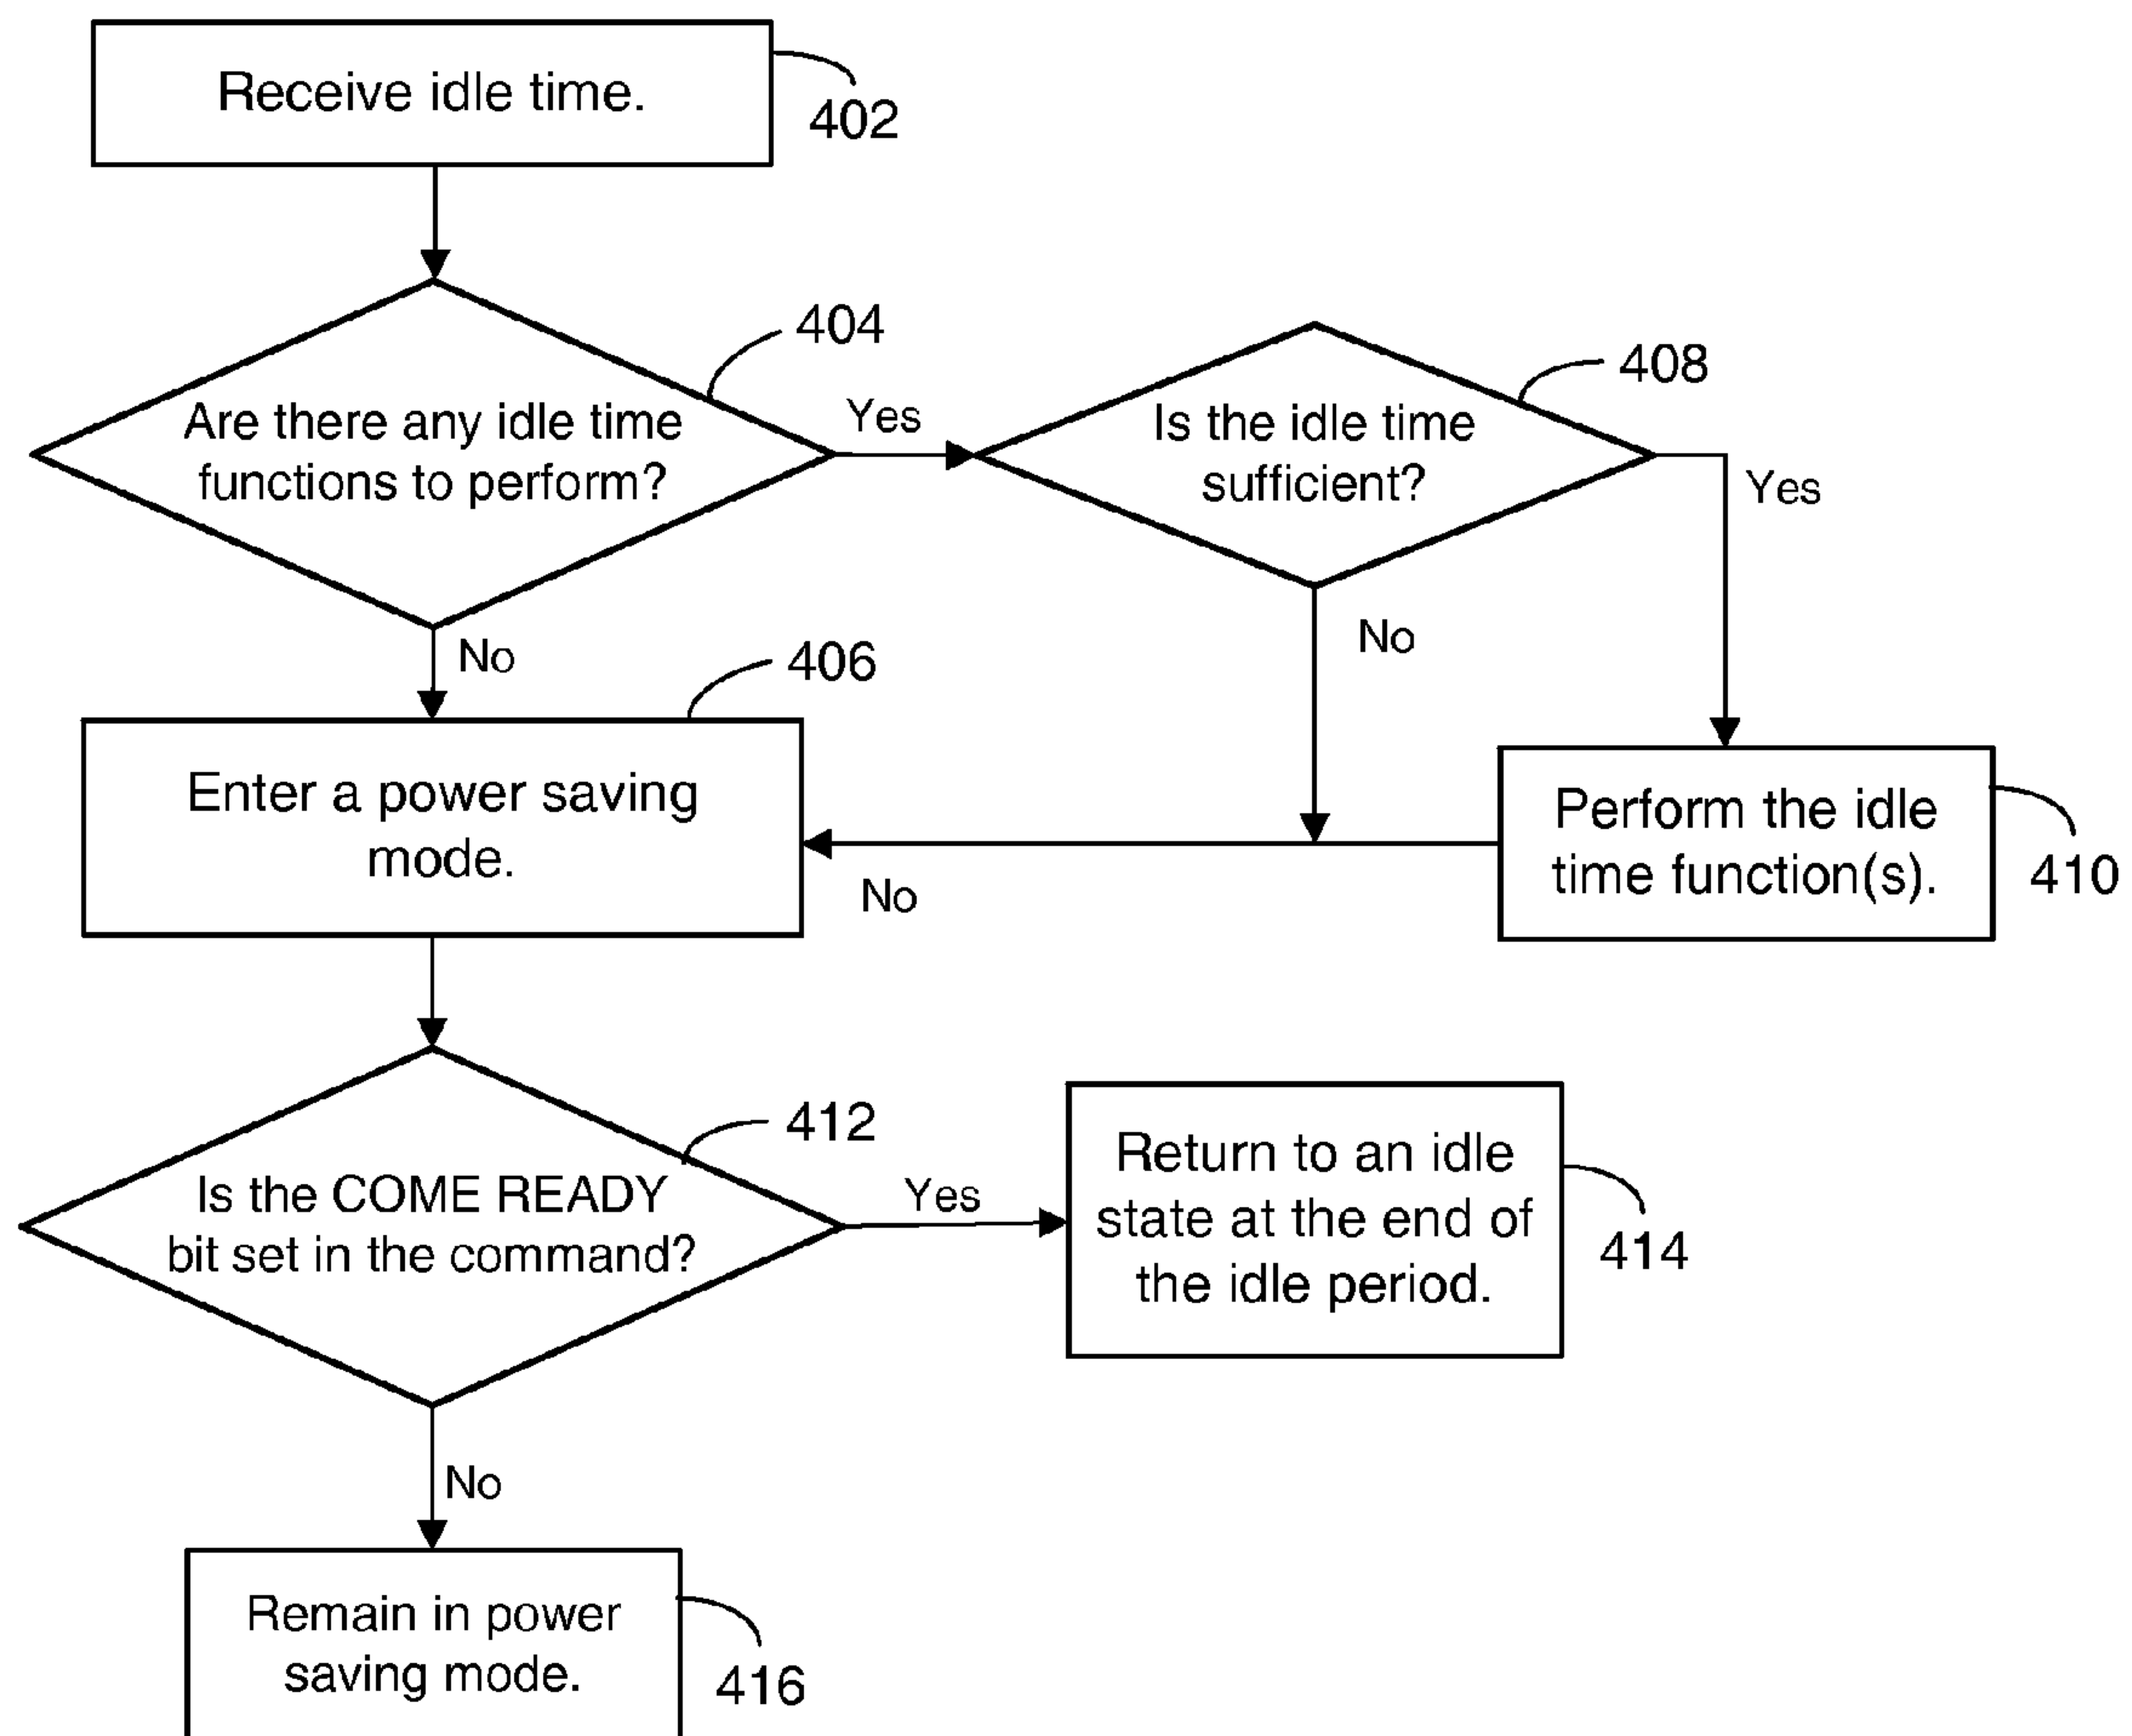 Receive idle time.
402
404
Are there any idle time
functions to perform?
Yes
408
Is the idle time
sufficient?
Yes
No
No
406
Enter a power saving
mode.
No
Perform the idle
time function(s).
410
412
Is the COME READY
bit set in the command?
Yes
Return to an idle
state at the end of
the idle period.
414
No
Remain in power
saving mode.
416